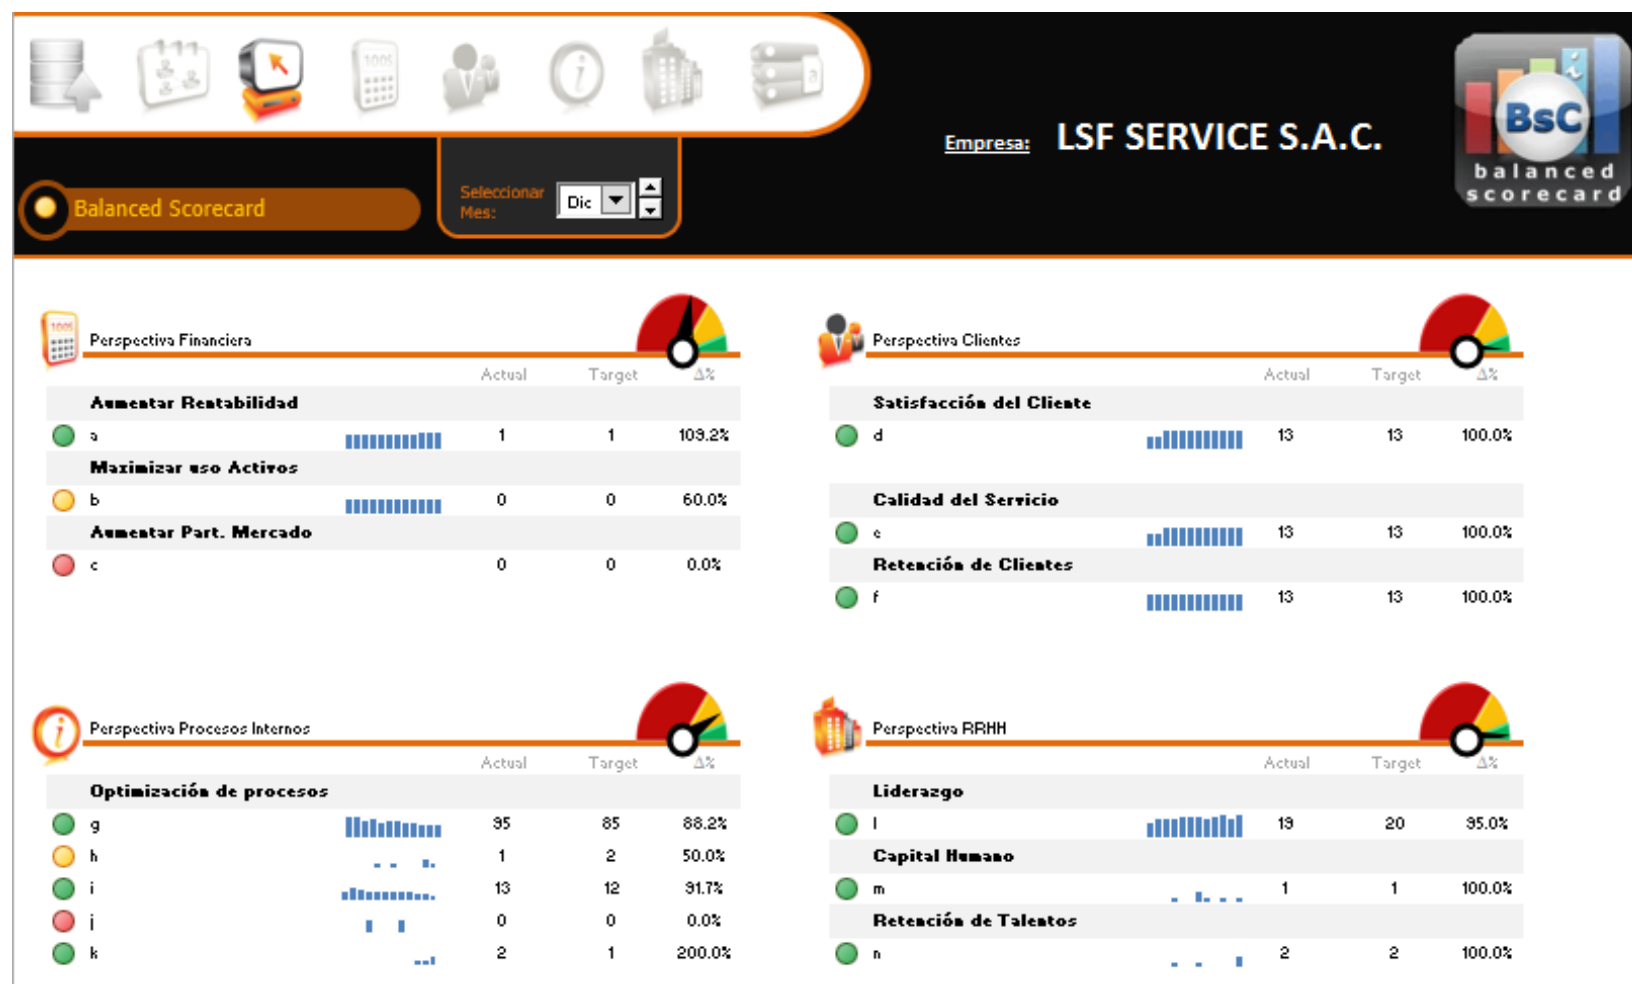 Empresa: LSF SERVICE S.A.C.
BsC
balanced
scorecard
Balanced Scorecard
Seleccionar
Mes:
Dic
Perspectiva Financiera
Actual Target Δ%
Aumentar Rentabilidad
a 1 1 109.2%
Maximizar uso Activos
b 0 0 60.0%
Aumentar Part. Mercado
c 0 0 0.0%
Perspectiva Clientes
Actual Target Δ%
Satisfacción del Cliente
d 13 13 100.0%
Calidad del Servicio
e 13 13 100.0%
Retención de Clientes
f 13 13 100.0%
Perspectiva Procesos Internos
Actual Target Δ%
Optimización de procesos
g 95 85 88.2%
h 1 2 50.0%
i 13 12 91.7%
j 0 0 0.0%
k 2 1 200.0%
Perspectiva RRHH
Actual Target Δ%
Liderazgo
l 19 20 95.0%
Capital Humano
m 1 1 100.0%
Retención de Talentos
n 2 2 100.0%